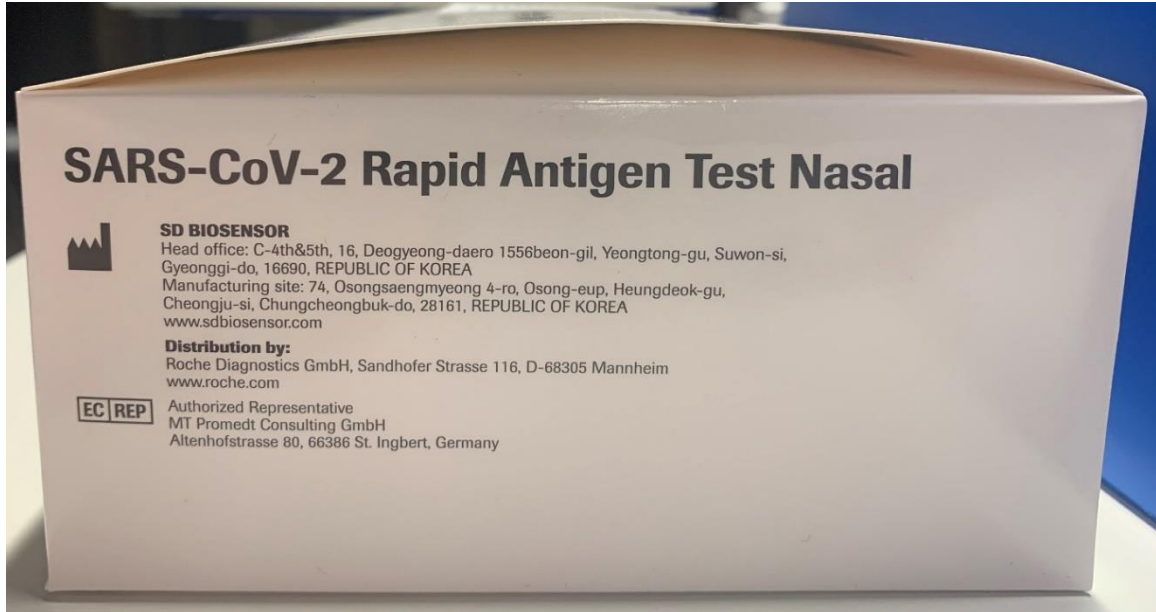 SARS-CoV-2 Rapid Antigen Test Nasal
SD BIOSENSOR
Head office: C-4th&5th, 16, Deogyeong-daero 1556beon-gil, Yeongtong-gu, Suwon-si,
Gyeonggi-do, 16690, REPUBLIC OF KOREA
Manufacturing site: 74, Osongsaengmyeong 4-ro, Osong-eup, Heungdeok-gu,
Cheongju-si, Chungcheongbuk-do, 28161, REPUBLIC OF KOREA
www.sdbiosensor.com
Distribution by:
Roche Diagnostics GmbH, Sandhofer Strasse 116, D-68305 Mannheim
www.roche.com
EC REP
Authorized Representative
MT Promedt Consulting GmbH
Altenhofstrasse 80, 66386 St. Ingbert, Germany